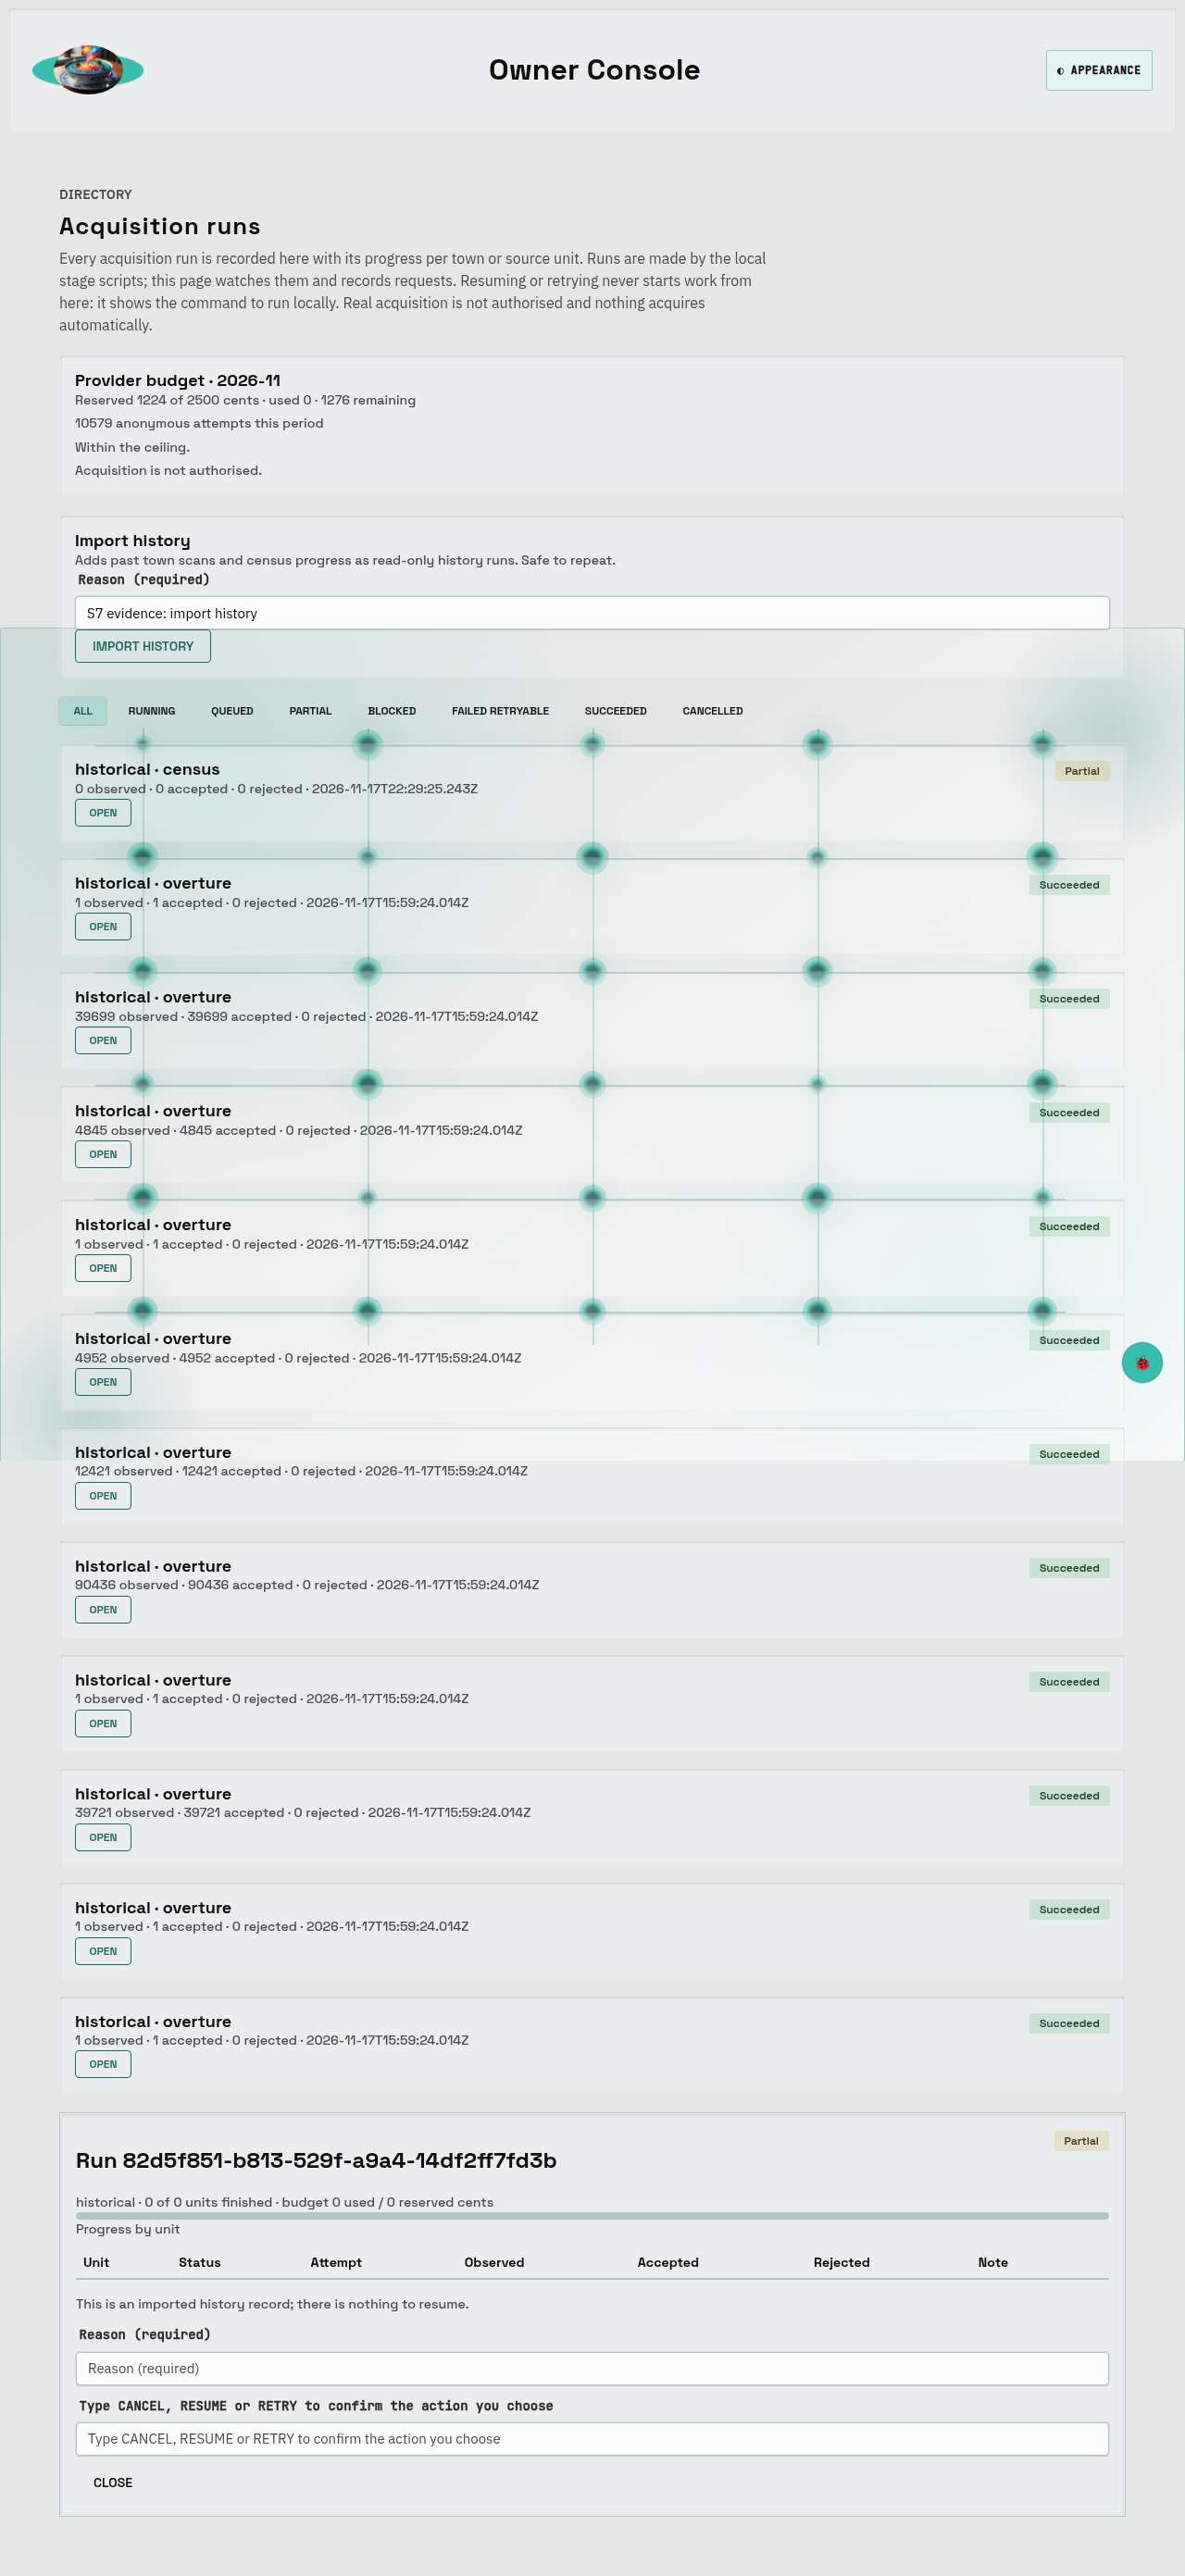 Owner Console
◐ APPEARANCE
DIRECTORY
Acquisition runs
Every acquisition run is recorded here with its progress per town or source unit. Runs are made by the local
stage scripts; this page watches them and records requests. Resuming or retrying never starts work from
here: it shows the command to run locally. Real acquisition is not authorised and nothing acquires
automatically.
Provider budget · 2026-11
Reserved 1224 of 2500 cents · used 0 · 1276 remaining
10579 anonymous attempts this period
Within the ceiling.
Acquisition is not authorised.
Import history
Adds past town scans and census progress as read-only history runs. Safe to repeat.
Reason (required)
S7 evidence: import history
IMPORT HISTORY
ALL RUNNING QUEUED PARTIAL BLOCKED FAILED RETRYABLE SUCCEEDED CANCELLED
historical · census
Partial
0 observed · 0 accepted · 0 rejected · 2026-11-17T22:29:25.243Z
OPEN
historical · overture
Succeeded
1 observed · 1 accepted · 0 rejected · 2026-11-17T15:59:24.014Z
OPEN
historical · overture
Succeeded
39699 observed · 39699 accepted · 0 rejected · 2026-11-17T15:59:24.014Z
OPEN
historical · overture
Succeeded
4845 observed · 4845 accepted · 0 rejected · 2026-11-17T15:59:24.014Z
OPEN
historical · overture
Succeeded
1 observed · 1 accepted · 0 rejected · 2026-11-17T15:59:24.014Z
OPEN
historical · overture
Succeeded
4952 observed · 4952 accepted · 0 rejected · 2026-11-17T15:59:24.014Z
OPEN
historical · overture
Succeeded
12421 observed · 12421 accepted · 0 rejected · 2026-11-17T15:59:24.014Z
OPEN
historical · overture
Succeeded
90436 observed · 90436 accepted · 0 rejected · 2026-11-17T15:59:24.014Z
OPEN
historical · overture
Succeeded
1 observed · 1 accepted · 0 rejected · 2026-11-17T15:59:24.014Z
OPEN
historical · overture
Succeeded
39721 observed · 39721 accepted · 0 rejected · 2026-11-17T15:59:24.014Z
OPEN
historical · overture
Succeeded
1 observed · 1 accepted · 0 rejected · 2026-11-17T15:59:24.014Z
OPEN
historical · overture
Succeeded
1 observed · 1 accepted · 0 rejected · 2026-11-17T15:59:24.014Z
OPEN
Partial
Run 82d5f851-b813-529f-a9a4-14df2ff7fd3b
historical · 0 of 0 units finished · budget 0 used / 0 reserved cents
Progress by unit
Unit Status Attempt Observed Accepted Rejected Note
This is an imported history record; there is nothing to resume.
Reason (required)
Reason (required)
Type CANCEL, RESUME or RETRY to confirm the action you choose
Type CANCEL, RESUME or RETRY to confirm the action you choose
CLOSE